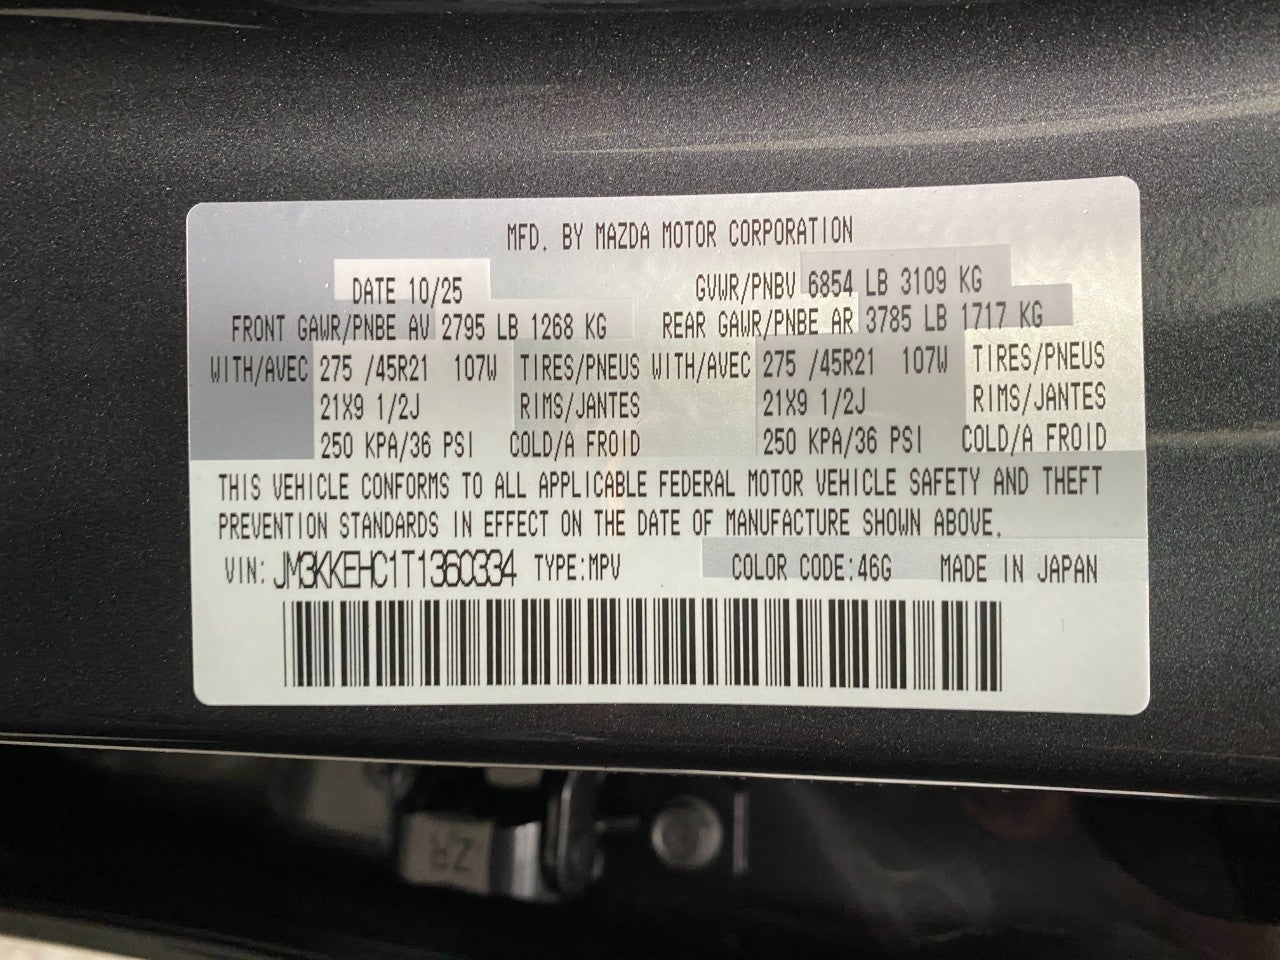 MFD. BY MAZDA MOTOR CORPORATION
DATE 10/25 GVWR/PNBV 6854 LB 3109 KG
FRONT GAWR/PNBE AV 2795 LB 1268 KG REAR GAWR/PNBE AR 3785 LB 1717 KG
WITH/AVEC 275 /45R21 107W TIRES/PNEUS WITH/AVEC 275 /45R21 107W TIRES/PNEUS
21X9 1/2J RIMS/JANTES 21X9 1/2J RIMS/JANTES
250 KPA/36 PSI COLD/A FROID 250 KPA/36 PSI COLD/A FROID
THIS VEHICLE CONFORMS TO ALL APPLICABLE FEDERAL MOTOR VEHICLE SAFETY AND THEFT
PREVENTION STANDARDS IN EFFECT ON THE DATE OF MANUFACTURE SHOWN ABOVE.
VIN: JM3KKEHC1T1360334 TYPE:MPV COLOR CODE:46G MADE IN JAPAN